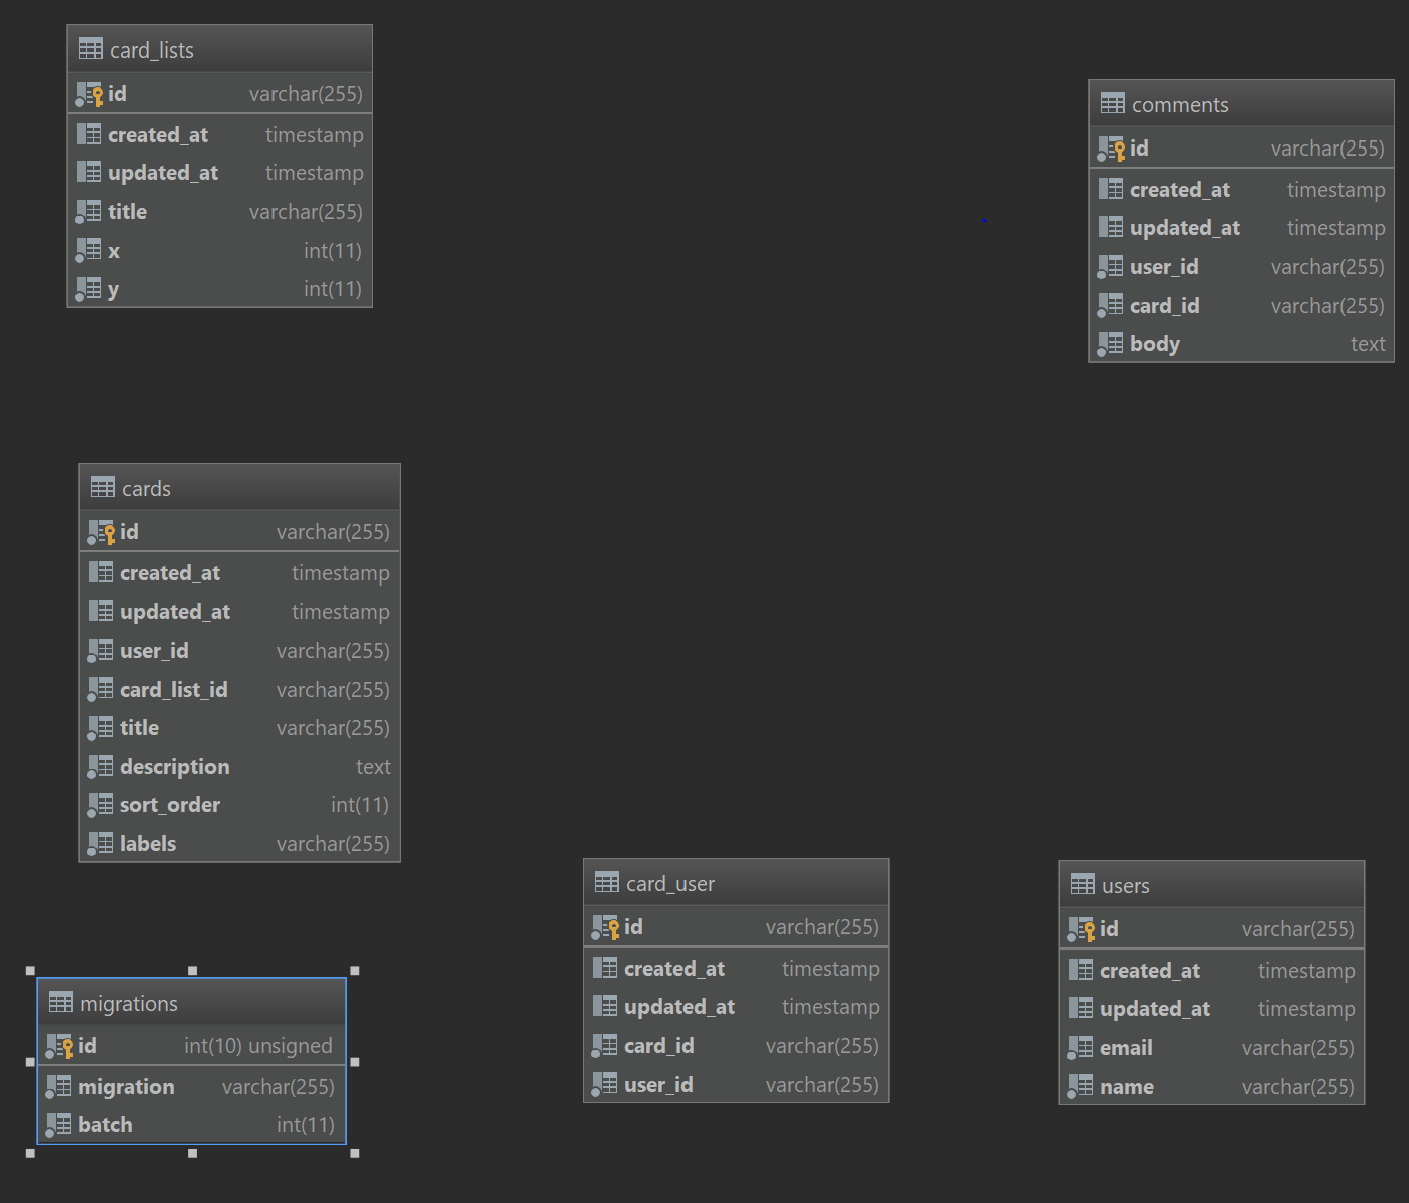 card_lists
id varchar(255)
created_at timestamp
updated_at timestamp
title varchar(255)
x int(11)
y int(11)
comments
id varchar(255)
created_at timestamp
updated_at timestamp
user_id varchar(255)
card_id varchar(255)
body text
cards
id varchar(255)
created_at timestamp
updated_at timestamp
user_id varchar(255)
card_list_id varchar(255)
title varchar(255)
description text
sort_order int(11)
labels varchar(255)
card_user
id varchar(255)
created_at timestamp
updated_at timestamp
card_id varchar(255)
user_id varchar(255)
users
id varchar(255)
created_at timestamp
updated_at timestamp
email varchar(255)
name varchar(255)
migrations
id int(10) unsigned
migration varchar(255)
batch int(11)